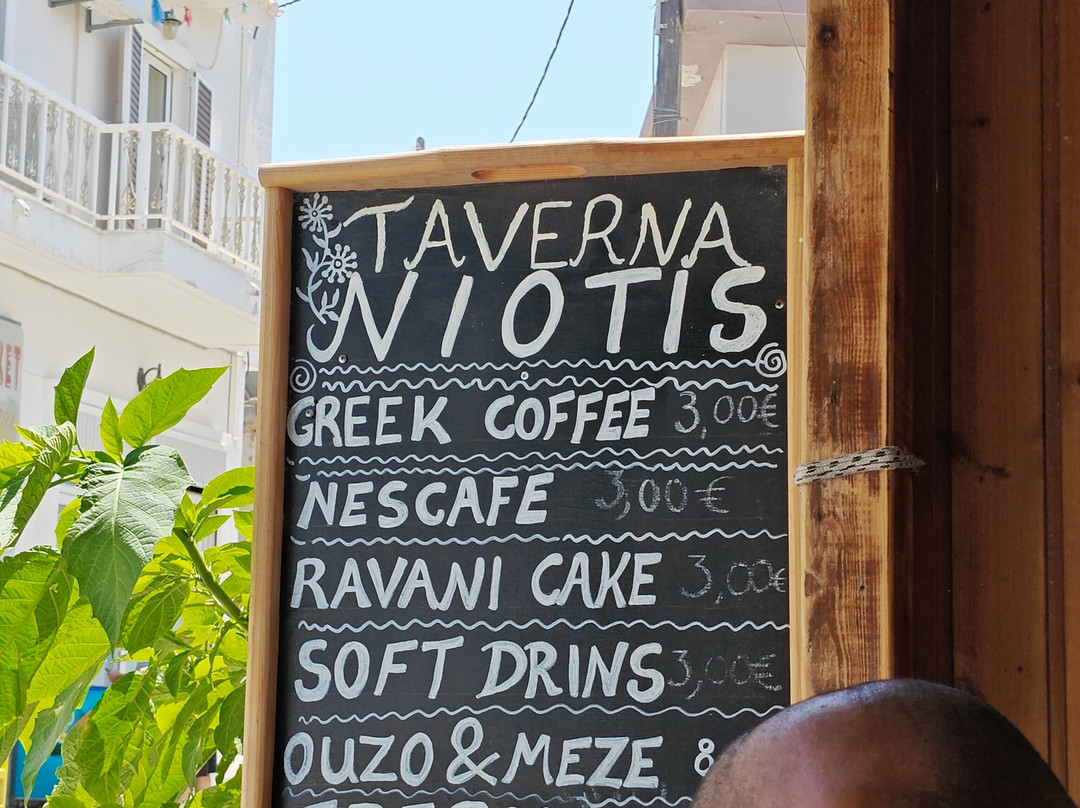 TAVERNA
NIOTIS
GREEK COFFEE 3,00€
NESCAFE 3,00€
RAVANI CAKE 3,00€
SOFT DRINS 3,00€
OUZO & MEZE 8